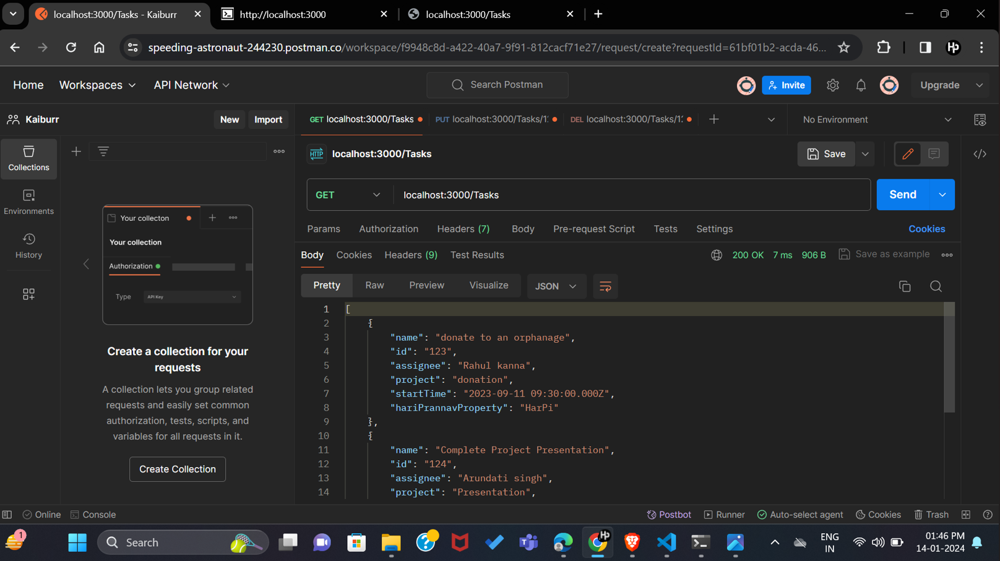 localhost:3000/Tasks - Kaiburr
http://localhost:3000
localhost:3000/Tasks
speeding-astronaut-244230.postman.co/workspace/f9948c8d-a422-40a7-9f91-812cacf71e27/request/create?requestId=61bf01b2-acda-46...
Home Workspaces API Network Search Postman Invite Upgrade
Kaiburr New Import GET localhost:3000/Tasks PUT localhost:3000/Tasks/1: DEL localhost:3000/Tasks/1: No Environment
Collections
Environments
History
HTTP localhost:3000/Tasks Save
GET localhost:3000/Tasks Send
Params Authorization Headers (7) Body Pre-request Script Tests Settings Cookies
Body Cookies Headers (9) Test Results 200 OK 7 ms 906 B Save as example
Pretty Raw Preview Visualize JSON
Your collecton
Your collection
Authorization
Type API Key
Create a collection for your
requests
A collection lets you group related
requests and easily set common
authorization, tests, scripts, and
variables for all requests in it.
Create Collection
1 [
2 {
3 "name": "donate to an orphanage",
4 "id": "123",
5 "assignee": "Rahul kanna",
6 "project": "donation",
7 "startTime": "2023-09-11 09:30:00.000Z",
8 "hariPrannavProperty": "HarPi"
9 },
10 {
11 "name": "Complete Project Presentation",
12 "id": "124",
13 "assignee": "Arundati singh",
14 "project": "Presentation",
Online Console Postbot Runner Auto-select agent Cookies Trash
1 Search ENG 01:46 PM
IN 14-01-2024